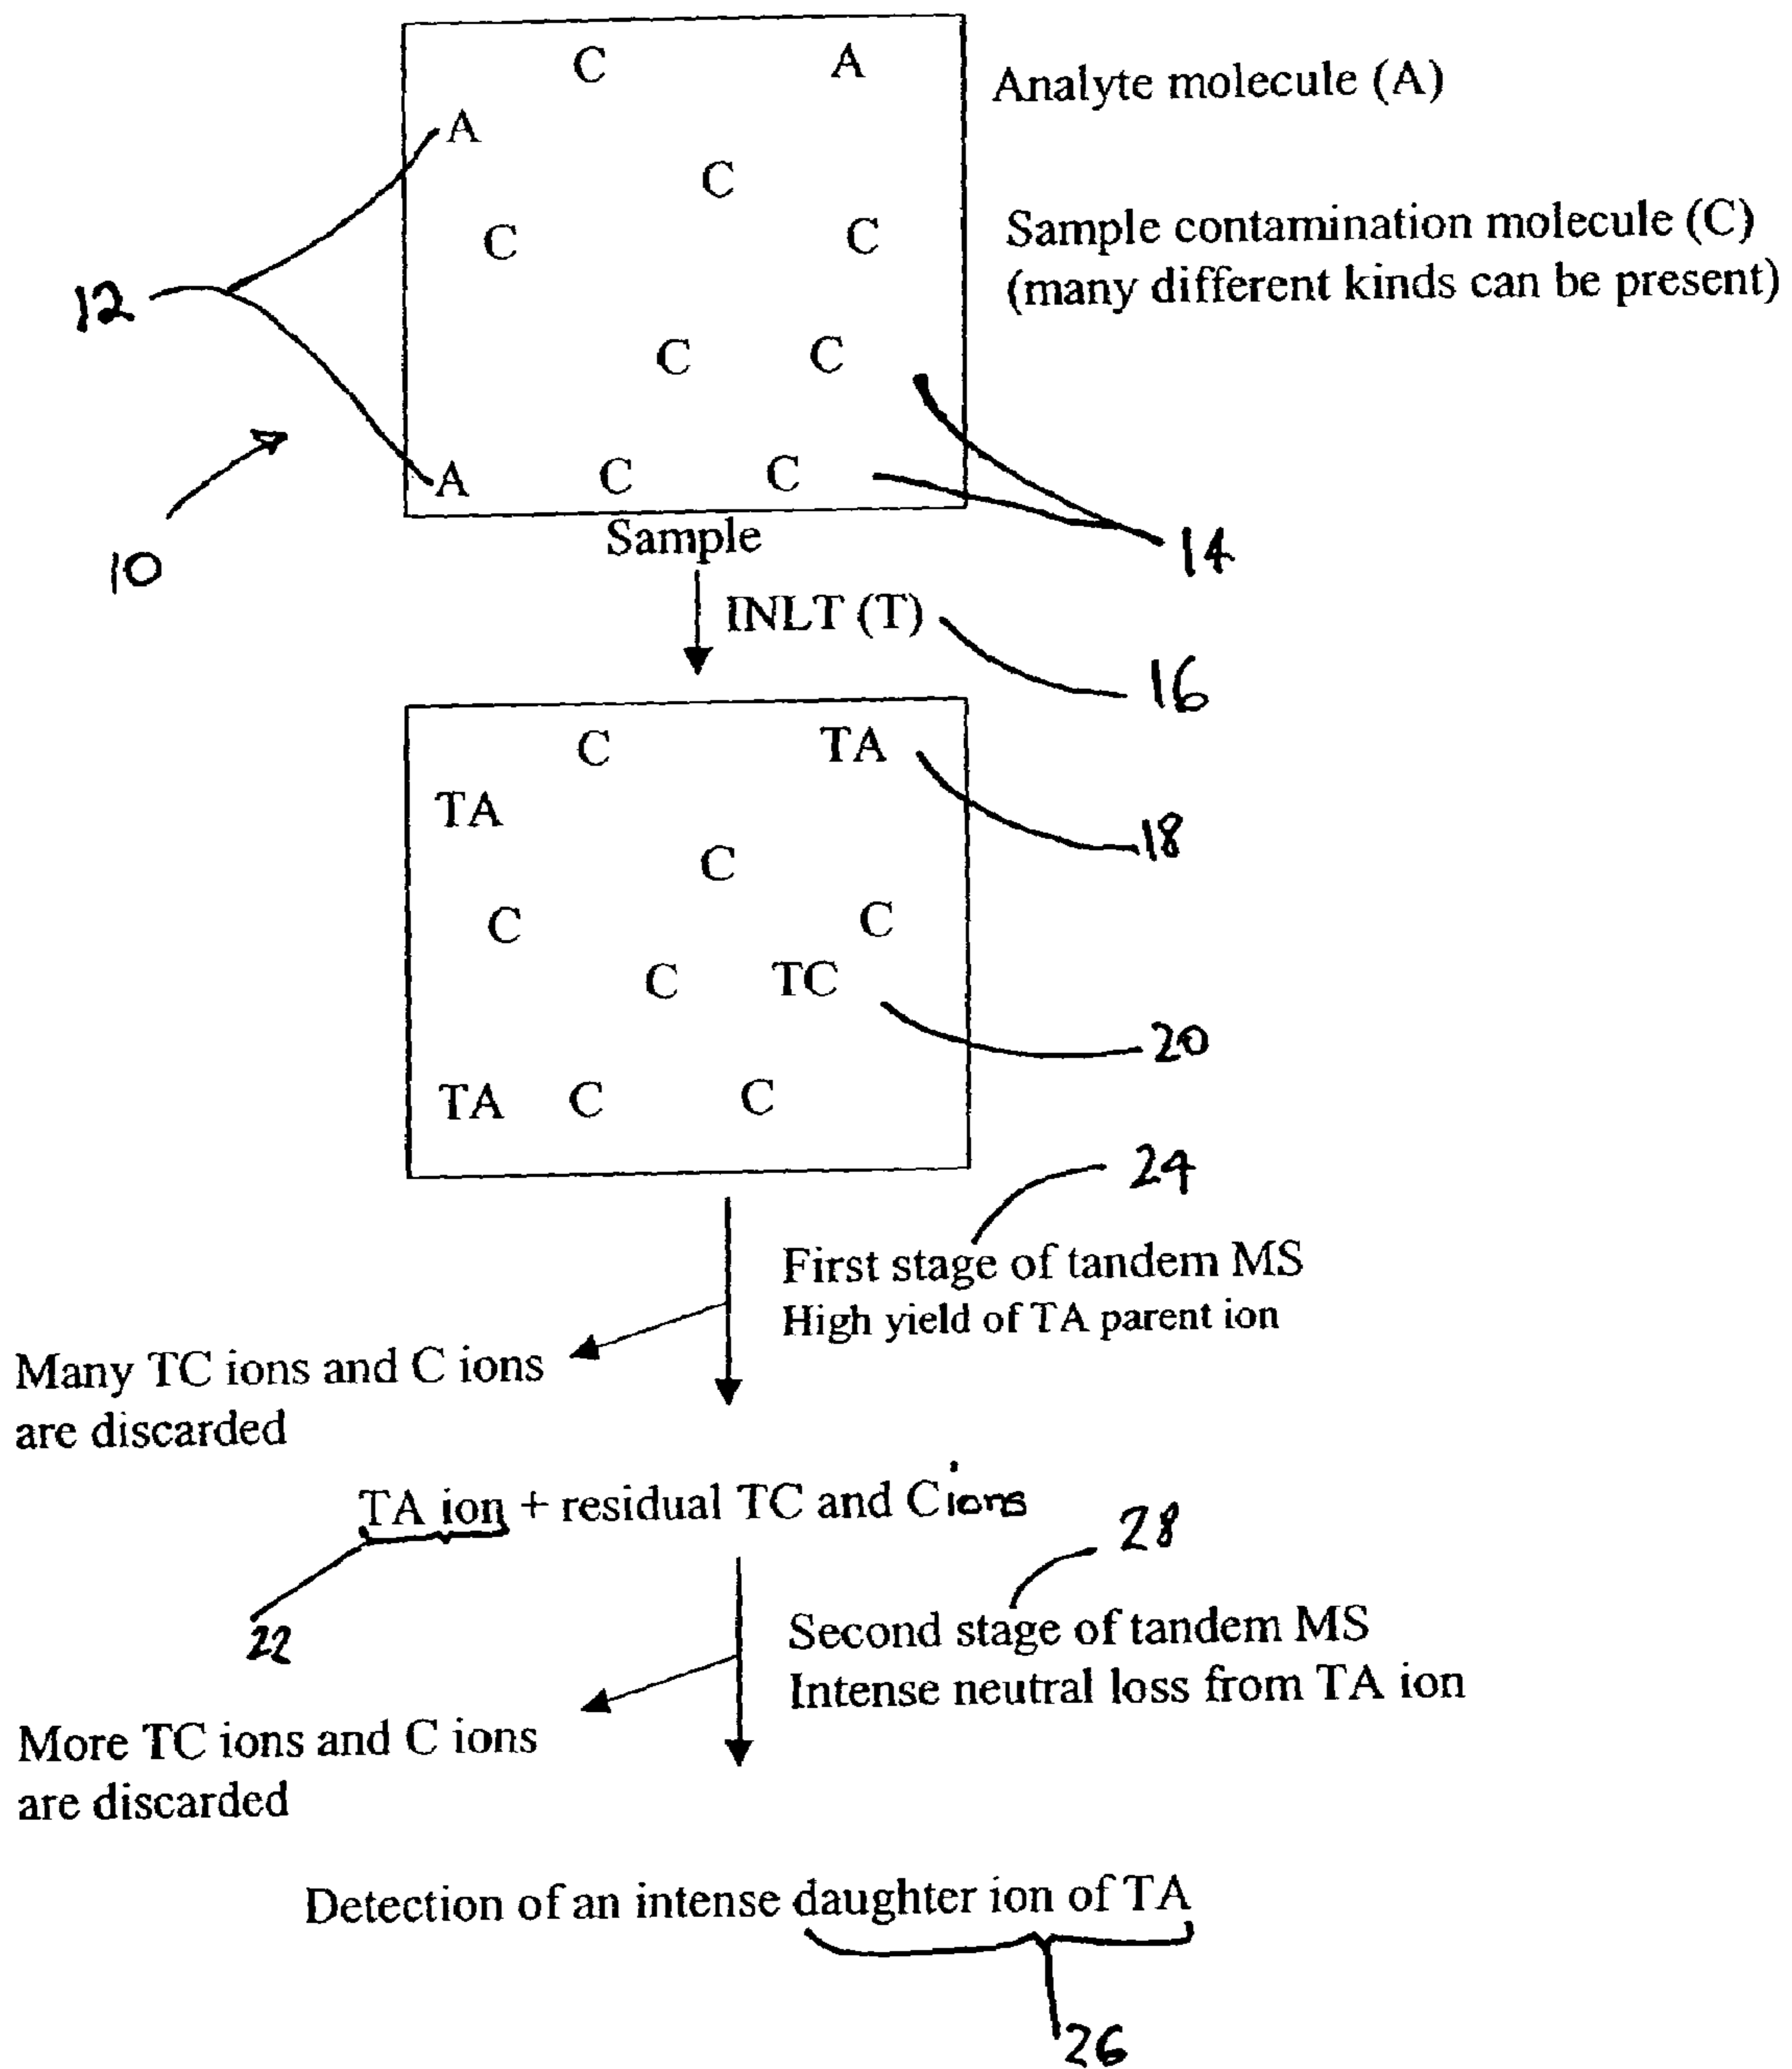 C A
Analyte molecule (A)
A
C
C C
Sample contamination molecule (C)
(many different kinds can be present)
12
C C
A C C
10
14
Sample
INLT (T)
16
C TA
TA
18
C
C C
C TC
20
TA C C
24
First stage of tandem MS
High yield of TA parent ion
Many TC ions and C ions
are discarded
TA ion + residual TC and C ions
28
22
Second stage of tandem MS
Intense neutral loss from TA ion
More TC ions and C ions
are discarded
Detection of an intense daughter ion of TA
26